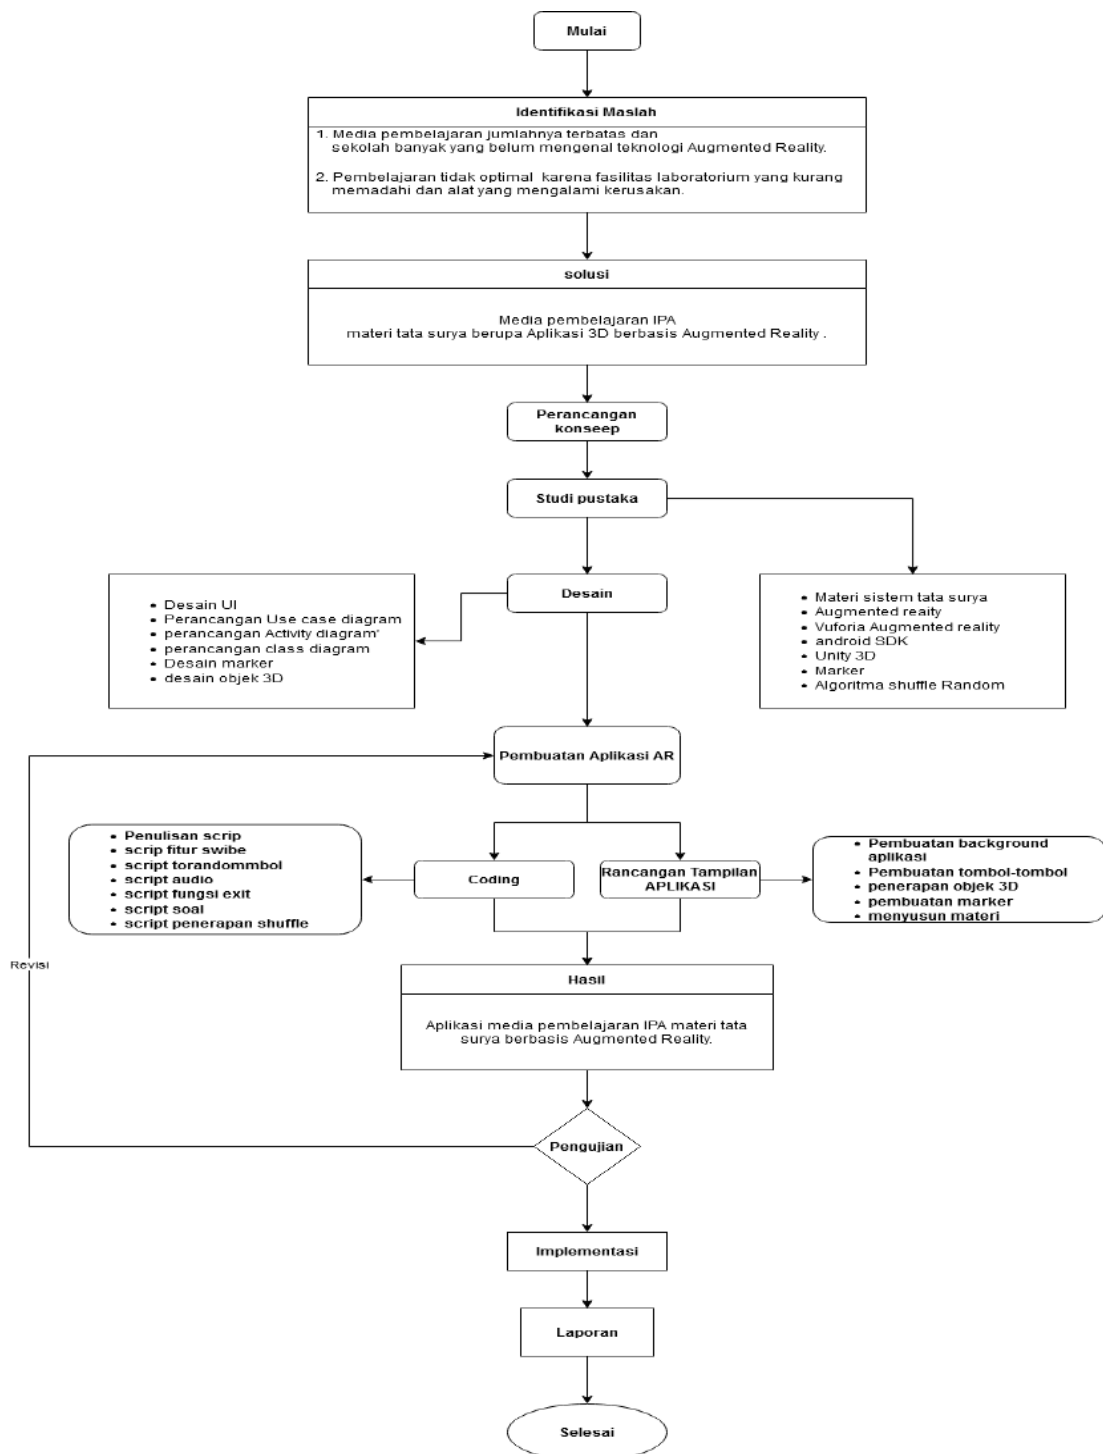 Mulai
Identifikasi Maslah
1. Media pembelajaran jumlahnya terbatas dan
sekolah banyak yang belum mengenal teknologi Augmented Reality.
2. Pembelajaran tidak optimal karena fasilitas laboratorium yang kurang
memadahi dan alat yang mengalami kerusakan.
solusi
Media pembelajaran IPA
materi tata surya berupa Aplikasi 3D berbasis Augmented Reality .
Perancangan
konseep
Studi pustaka
Desain
• Desain UI
• Perancangan Use case diagram
• perancangan Activity diagram'
• perancangan class diagram
• Desain marker
• desain objek 3D
• Materi sistem tata surya
• Augmented reaity
• Vuforia Augmented reality
• android SDK
• Unity 3D
• Marker
• Algoritma shuffle Random
Pembuatan Aplikasi AR
• Penulisan scrip
• scrip fitur swibe
• script torandommbol
• script audio
• script fungsi exit
• script soal
• script penerapan shuffle
Coding
Rancangan Tampilan
APLIKASI
• Pembuatan background
aplikasi
• Pembuatan tombol-tombol
• penerapan objek 3D
• pembuatan marker
• menyusun materi
Revisi
Hasil
Aplikasi media pembelajaran IPA materi tata
surya berbasis Augmented Reality.
Pengujian
Implementasi
Laporan
Selesai